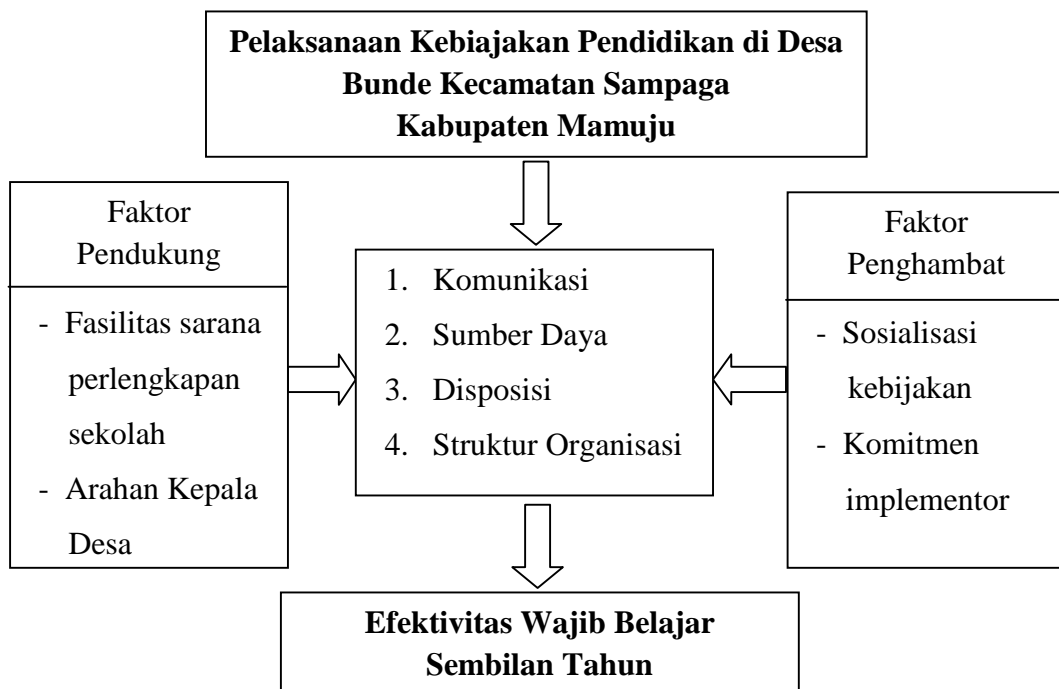 Pelaksanaan Kebiajakan Pendidikan di Desa
Bunde Kecamatan Sampaga
Kabupaten Mamuju
Faktor
Pendukung
- Fasilitas sarana
perlengkapan
sekolah
- Arahan Kepala
Desa
1. Komunikasi
2. Sumber Daya
3. Disposisi
4. Struktur Organisasi
Faktor
Penghambat
- Sosialisasi
kebijakan
- Komitmen
implementor
Efektivitas Wajib Belajar
Sembilan Tahun